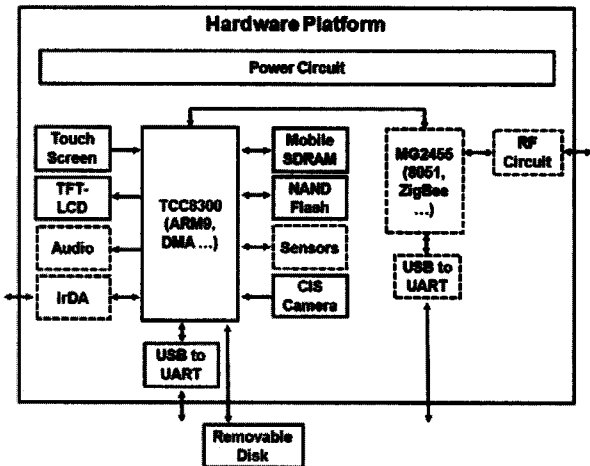 Hardware Platform
Power Circuit
Touch
Screen
TFT-
LCD
Audio
IrDA
TCC8300
(ARM9,
DMA ...)
Mobile
SDRAM
NAND
Flash
Sensors
CIS
Camera
MG2455
(8051,
ZigBee
...)
RF
Circuit
USB to
UART
USB to
UART
Removable
Disk